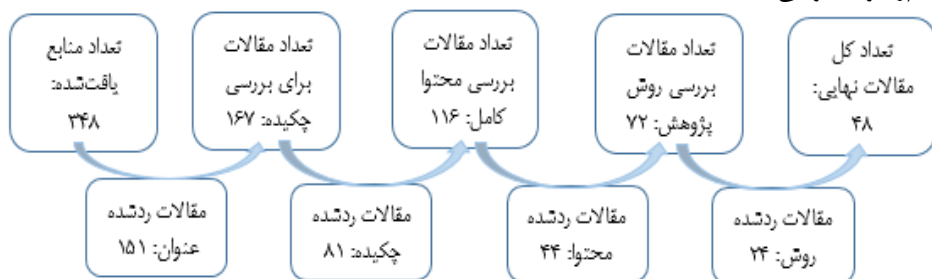 تعداد منابع
یافت‌شده:
۳۴۸
تعداد مقالات
برای بررسی
چکیده: ۱۶۷
تعداد مقالات
بررسی محتوا
کامل: ۱۱۶
تعداد مقالات
بررسی روش
پژوهش: ۷۲
تعداد کل
مقالات نهایی:
۴۸
مقالات ردشده
عنوان: ۱۵۱
مقالات ردشده
چکیده: ۸۱
مقالات ردشده
محتوا: ۴۴
مقالات ردشده
روش: ۲۴